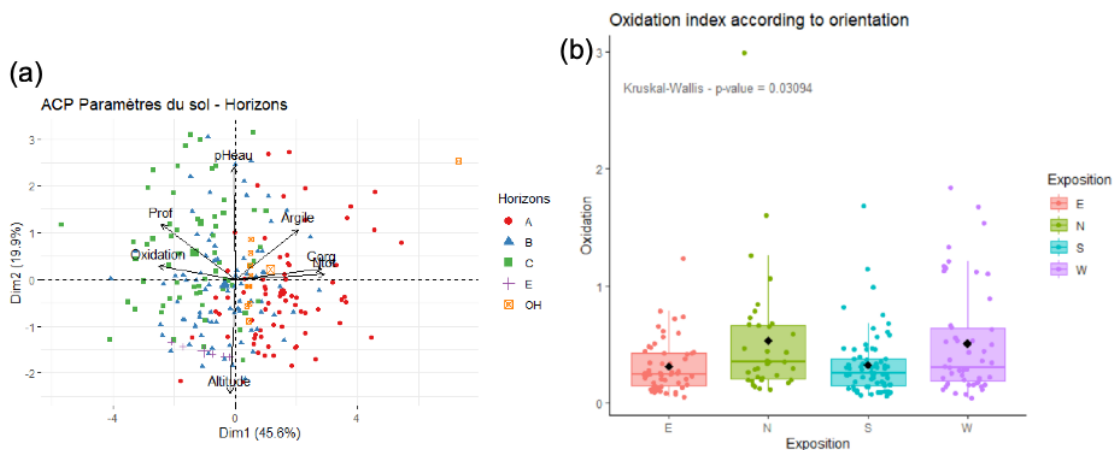 (a)
ACP Paramètres du sol - Horizons
3
2
1
0
-1
-2
Dim2 (19.9%)
pHeau
Prof
Argile
Oxidation
Corg
Ntot
Altitude
-4
0
4
Dim1 (45.6%)
Horizons
A
B
C
E
OH
(b)
Oxidation index according to orientation
Kruskal-Wallis - p-value = 0.03094
3
2
1
0
Oxidation
E
N
S
W
Exposition
Exposition
E
N
S
W